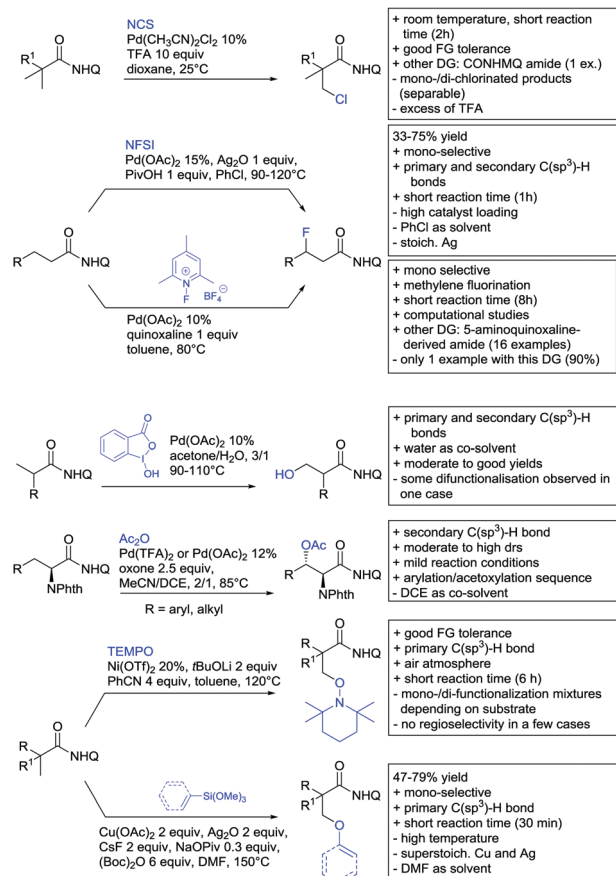 NCS
Pd(CH3CN)2Cl2 10%
TFA 10 equiv
dioxane, 25°C
R1
O
NHQ
R1
O
NHQ
Cl
+ room temperature, short reaction
time (2h)
+ good FG tolerance
+ other DG: CONHMQ amide (1 ex.)
- mono-/di-chlorinated products
(separable)
- excess of TFA
NFSI
Pd(OAc)2 15%, Ag2O 1 equiv,
PivOH 1 equiv, PhCl, 90-120°C
R
O
NHQ
N
+
F
BF4
−
Pd(OAc)2 10%
quinoxaline 1 equiv
toluene, 80°C
F
O
R
NHQ
33-75% yield
+ mono-selective
+ primary and secondary C(sp3)-H
bonds
+ short reaction time (1h)
- high catalyst loading
- PhCl as solvent
- stoich. Ag
+ mono selective
+ methylene fluorination
+ short reaction time (8h)
+ computational studies
+ other DG: 5-aminoquinoxaline-
derived amide (16 examples)
- only 1 example with this DG (90%)
O
NHQ
R
O
O
I
OH
Pd(OAc)2 10%
acetone/H2O, 3/1
90-110°C
HO
O
NHQ
R
+ primary and secondary C(sp3)-H
bonds
+ water as co-solvent
+ moderate to good yields
- some difunctionalisation observed in
one case
R
O
NHQ
NPhth
Ac2O
Pd(TFA)2 or Pd(OAc)2 12%
oxone 2.5 equiv,
MeCN/DCE, 2/1, 85°C
R = aryl, alkyl
OAc
O
R
NHQ
NPhth
+ secondary C(sp3)-H bond
+ moderate to high drs
+ mild reaction conditions
+ arylation/acetoxylation sequence
- DCE as co-solvent
TEMPO
Ni(OTf)2 20%, tBuOLi 2 equiv
PhCN 4 equiv, toluene, 120°C
R
R1
O
NHQ
O
N
+ good FG tolerance
+ primary C(sp3)-H bond
+ air atmosphere
+ short reaction time (6 h)
- mono-/di-functionalization mixtures
depending on substrate
- no regioselectivity in a few cases
R
R1
O
NHQ
Si(OMe)3
Cu(OAc)2 2 equiv, Ag2O 2 equiv,
CsF 2 equiv, NaOPiv 0.3 equiv,
(Boc)2O 6 equiv, DMF, 150°C
R
R1
O
NHQ
O
47-79% yield
+ mono-selective
+ primary C(sp3)-H bond
+ short reaction time (30 min)
- high temperature
- superstoich. Cu and Ag
- DMF as solvent